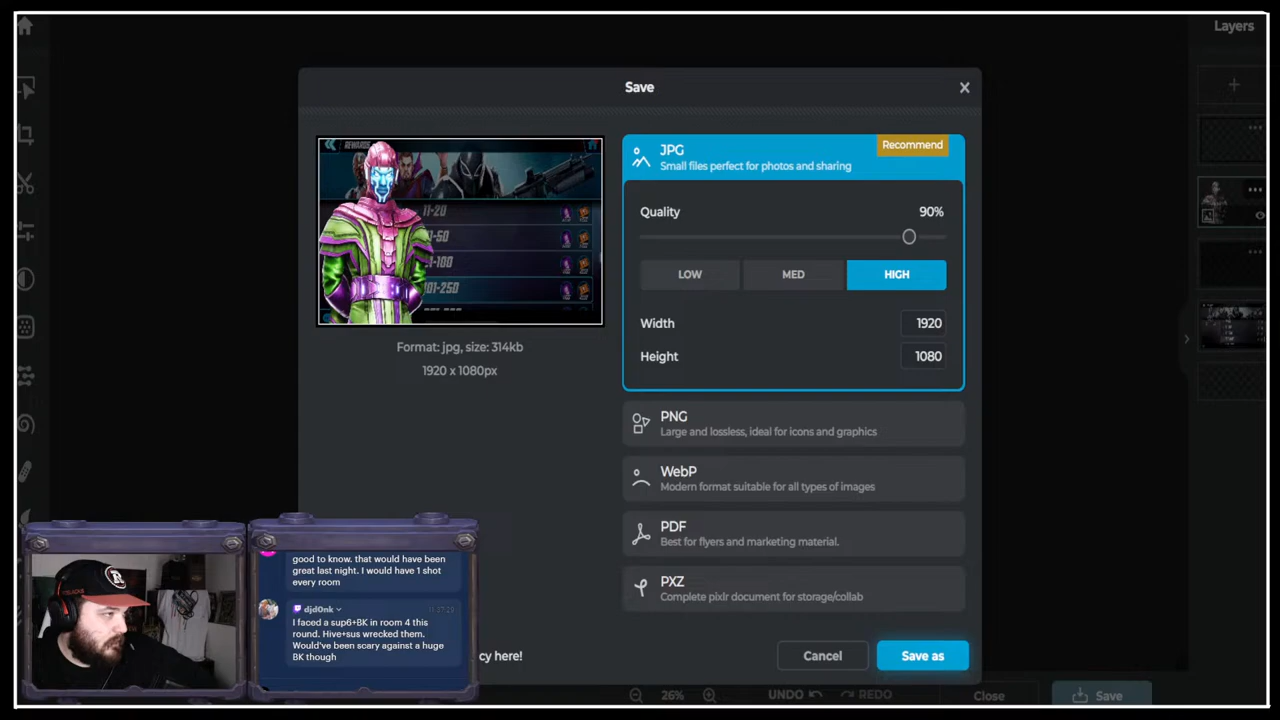 Layers
Save
REWARDS
11-20
-50
-100
101-250
Format: jpg, size: 314kb
1920 x 1080px
JPG
Small files perfect for photos and sharing
Recommend
Quality
90%
LOW
MED
HIGH
Width
1920
Height
1080
PNG
Large and lossless, ideal for icons and graphics
WebP
Modern format suitable for all types of images
PDF
Best for flyers and marketing material.
PXZ
Complete pixlr document for storage/collab
cy here!
Cancel
Save as
good to know. that would have been
great last night. I would have 1 shot
every room
djd0nk
I faced a sup6+BK in room 4 this
round. Hive+sus wrecked them.
Would've been scary against a huge
BK though
26%
UNDO
REDO
Close
Save